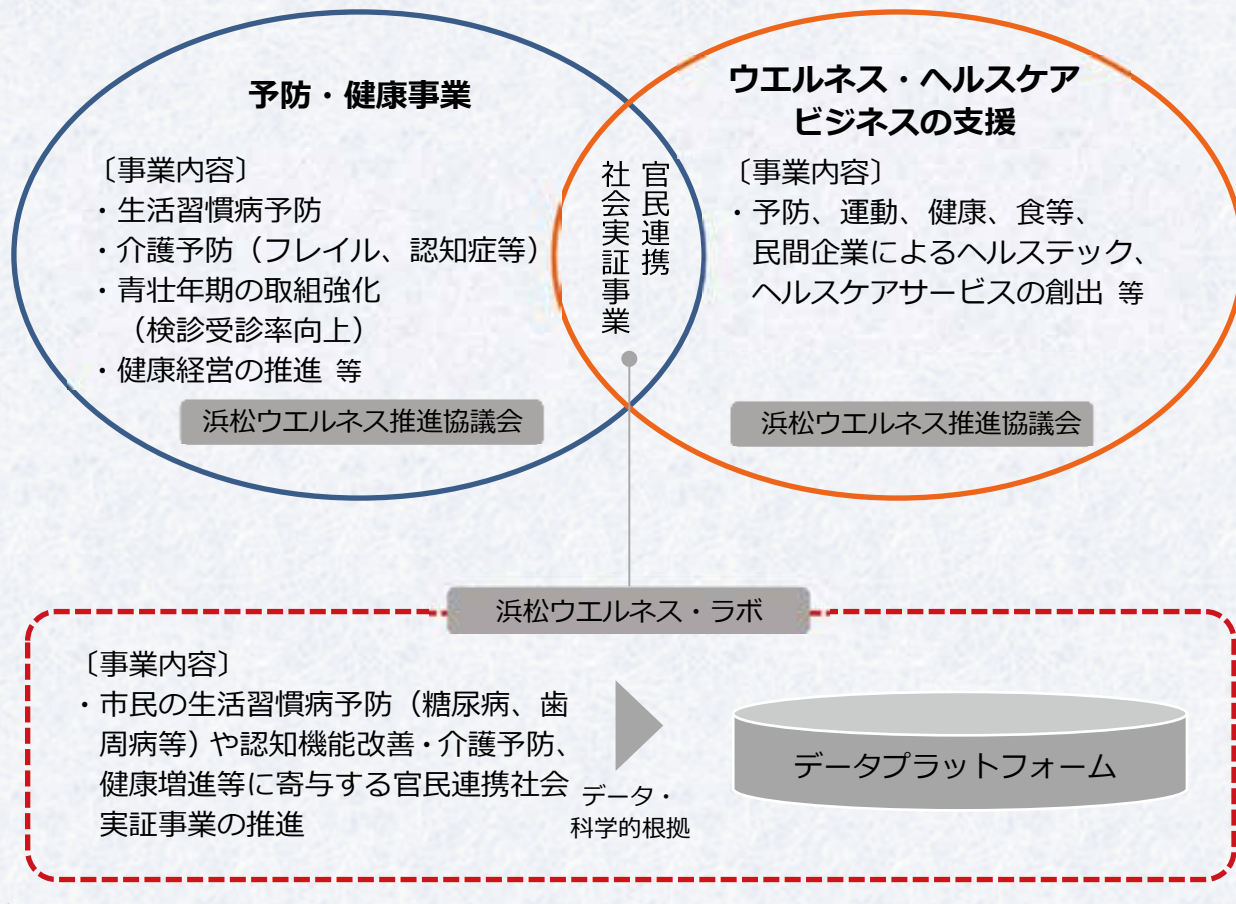 予防・健康事業
〔事業内容〕
・生活習慣病予防
・介護予防（フレイル、認知症等）
・青壮年期の取組強化
（検診受診率向上）
・健康経営の推進 等
浜松ウエルネス推進協議会
官民連携
社会実証事業
ウエルネス・ヘルスケア
ビジネスの支援
〔事業内容〕
・予防、運動、健康、食等、
民間企業によるヘルステック、
ヘルスケアサービスの創出 等
浜松ウエルネス推進協議会
浜松ウエルネス・ラボ
〔事業内容〕
・市民の生活習慣病予防（糖尿病、歯
周病等）や認知機能改善・介護予防、
健康増進等に寄与する官民連携社会
実証事業の推進
データ・
科学的根拠
データプラットフォーム